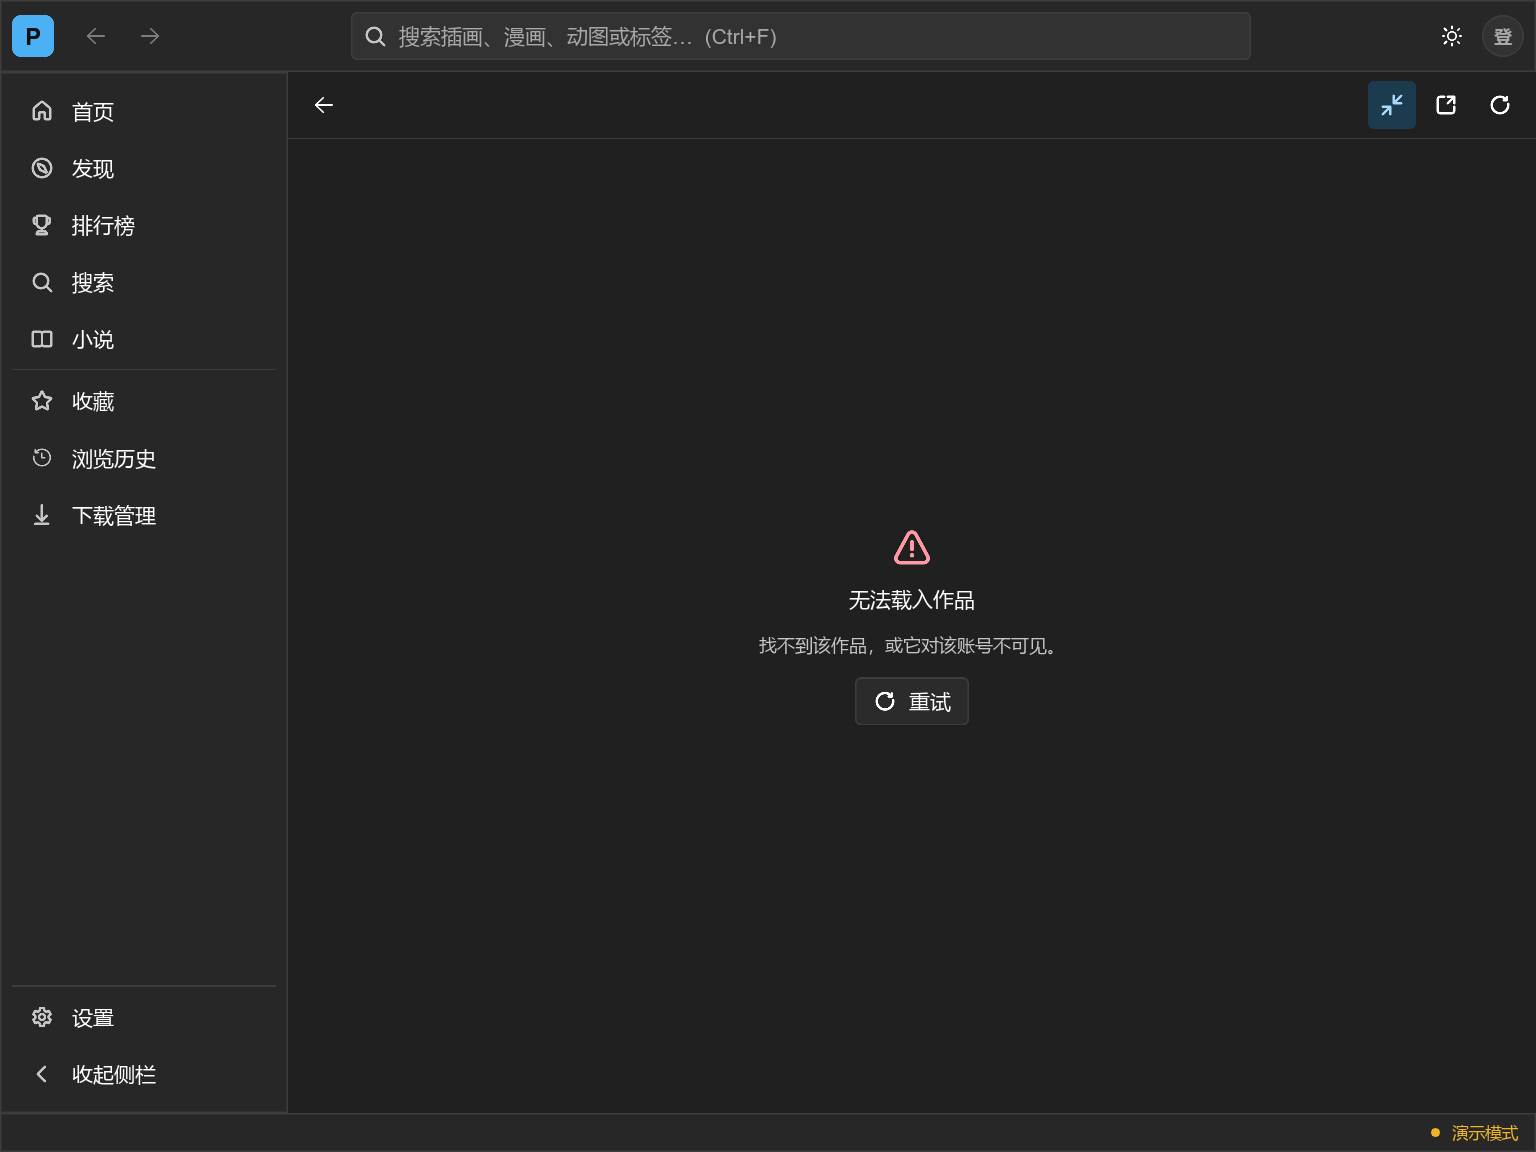 P
搜索插画、漫画、动图或标签... (Ctrl+F)
登
首页
发现
排行榜
搜索
小说
收藏
浏览历史
下载管理
无法载入作品
找不到该作品，或它对该账号不可见。
重试
设置
收起侧栏
演示模式